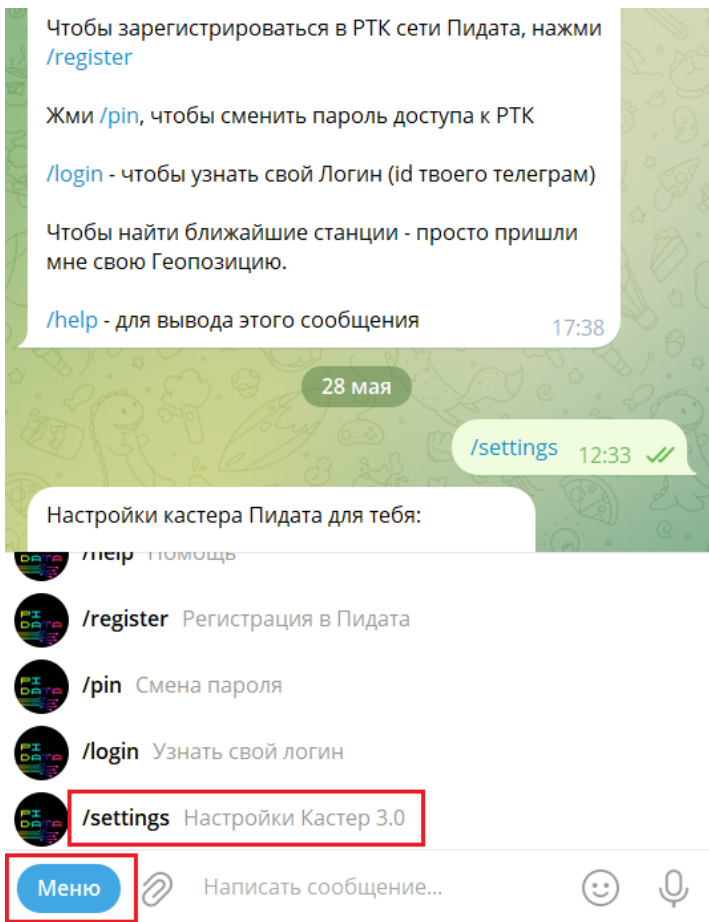 Чтобы зарегистрироваться в РТК сети Пидата, нажми
/register
Жми /pin, чтобы сменить пароль доступа к РТК
/login - чтобы узнать свой Логин (id твоего телеграм)
Чтобы найти ближайшие станции - просто пришли
мне свою Геопозицию.
/help - для вывода этого сообщения
17:38
28 мая
/settings 12:33
Настройки кастера Пидата для тебя:
/help Помощь
/register Регистрация в Пидата
/pin Смена пароля
/login Узнать свой логин
/settings Настройки Кастер 3.0
Меню Написать сообщение...